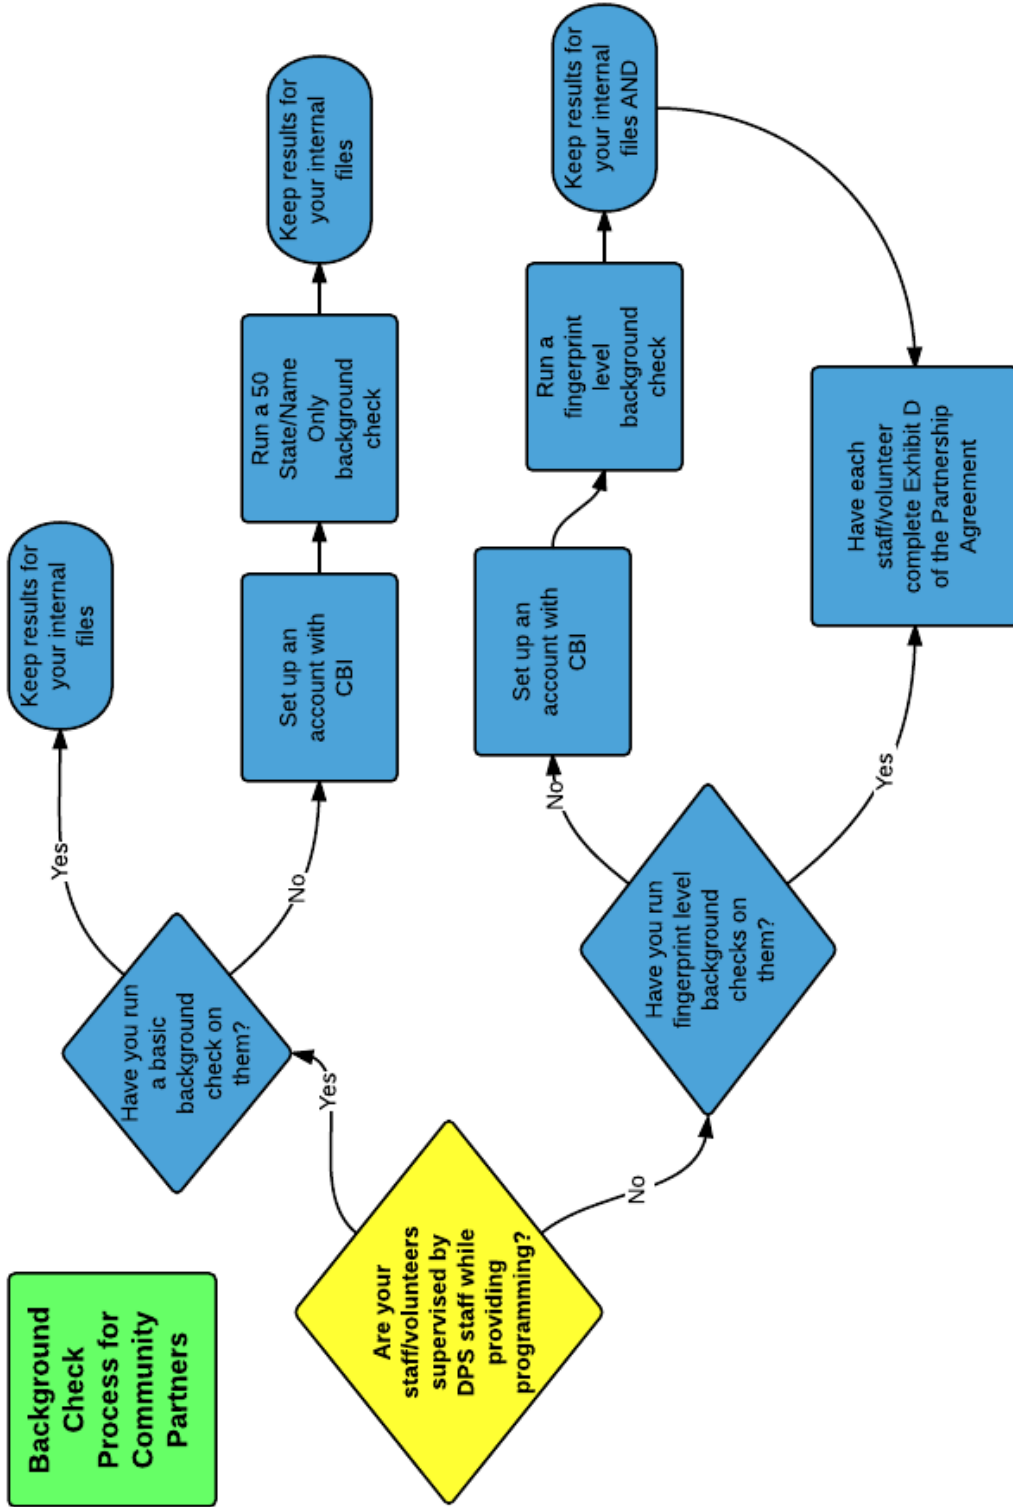 Background
Check
Process for
Community
Partners
Are your
staff/volunteers
supervised by
DPS staff while
providing
programming?
Yes
Have you run
a basic
background
check on
them?
Yes
Keep results for
your internal
files
No
Set up an
account with
CBI
Run a 50
State/Name
Only
background
check
Keep results for
your internal
files
No
Have you run
fingerprint level
background
checks on
them?
No
Set up an
account with
CBI
Run a
fingerprint
level
background
check
Keep results for
your internal
files AND
Yes
Have each
staff/volunteer
complete Exhibit D
of the Partnership
Agreement